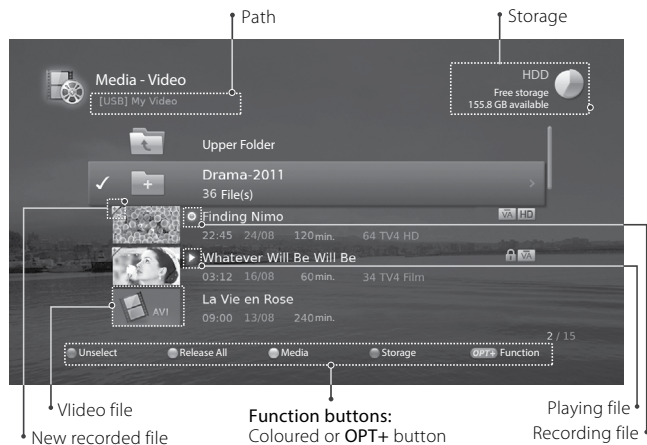 Path
Storage
Media - Video
[USB] My Video
HDD
Free storage
155.8 GB available
Upper Folder
Drama-2011
36 File(s)
Finding Nimo
VA HD
22:45 24/08 120min. 64 TV4 HD
Whatever Will Be Will Be
VA
03:12 16/08 60min. 34 TV4 Film
AVI
La Vie en Rose
09:00 13/08 240min.
2 / 15
Unselect Release All Media Storage OPT+ Function
VIideo file
New recorded file
Function buttons:
Coloured or OPT+ button
Playing file
Recording file